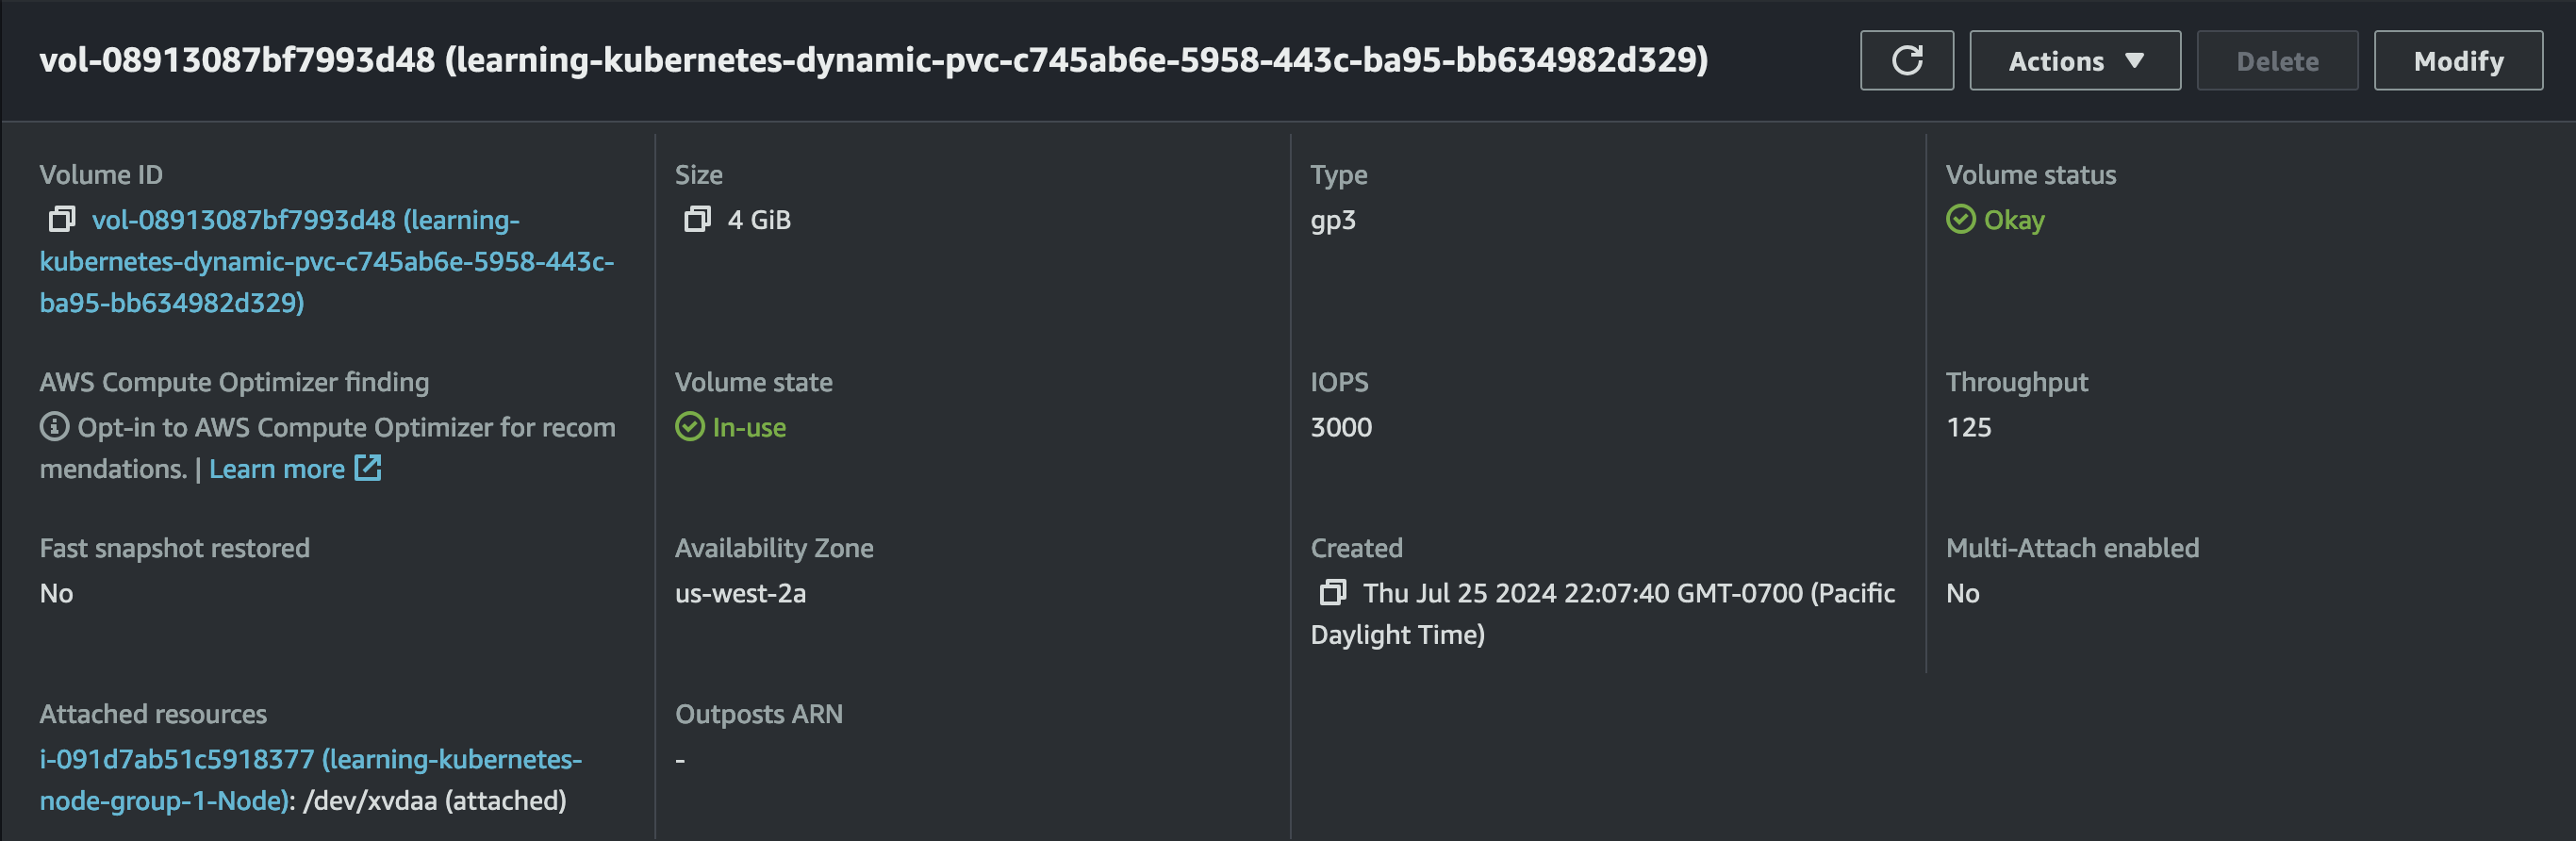 vol-08913087bf7993d48 (learning-kubernetes-dynamic-pvc-c745ab6e-5958-443c-ba95-bb634982d329)
Actions
Delete
Modify
Volume ID
vol-08913087bf7993d48 (learning-
kubernetes-dynamic-pvc-c745ab6e-5958-443c-
ba95-bb634982d329)
Size
4 GiB
Type
gp3
Volume status
Okay
AWS Compute Optimizer finding
Opt-in to AWS Compute Optimizer for recom
mendations. | Learn more
Volume state
In-use
IOPS
3000
Throughput
125
Fast snapshot restored
No
Availability Zone
us-west-2a
Created
Thu Jul 25 2024 22:07:40 GMT-0700 (Pacific
Daylight Time)
Multi-Attach enabled
No
Attached resources
i-091d7ab51c5918377 (learning-kubernetes-
node-group-1-Node): /dev/xvdaa (attached)
Outposts ARN
-